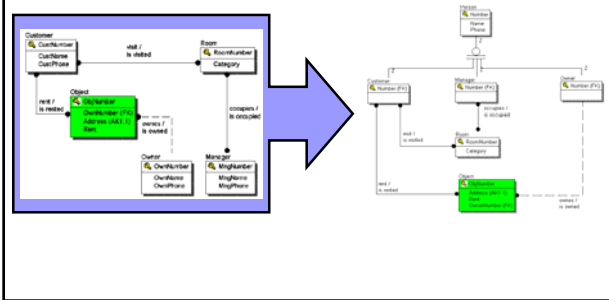 Customer
CustNumber
CustName
CustPhone
visit /
is visited
Room
RoomNumber
Category
rent /
is rented
Object
ObjNumber
OwnNumber (FK)
Address (AK1.1)
Rent
owns /
is owned
occupies /
is occupied
Owner
OwnNumber
OwnName
OwnPhone
Manager
MngNumber
MngName
MngPhone
Person
Number
Name
Phone
Z
Z
Z
Customer
Number (FK)
Manager
Number (FK)
Owner
Number (FK)
occupies /
is occupied
visit /
is visited
Room
RoomNumber
Category
rent /
is rented
Object
ObjNumber
Address (AK1.1)
Rent
OwnerNumber (FK)
owns /
is owned